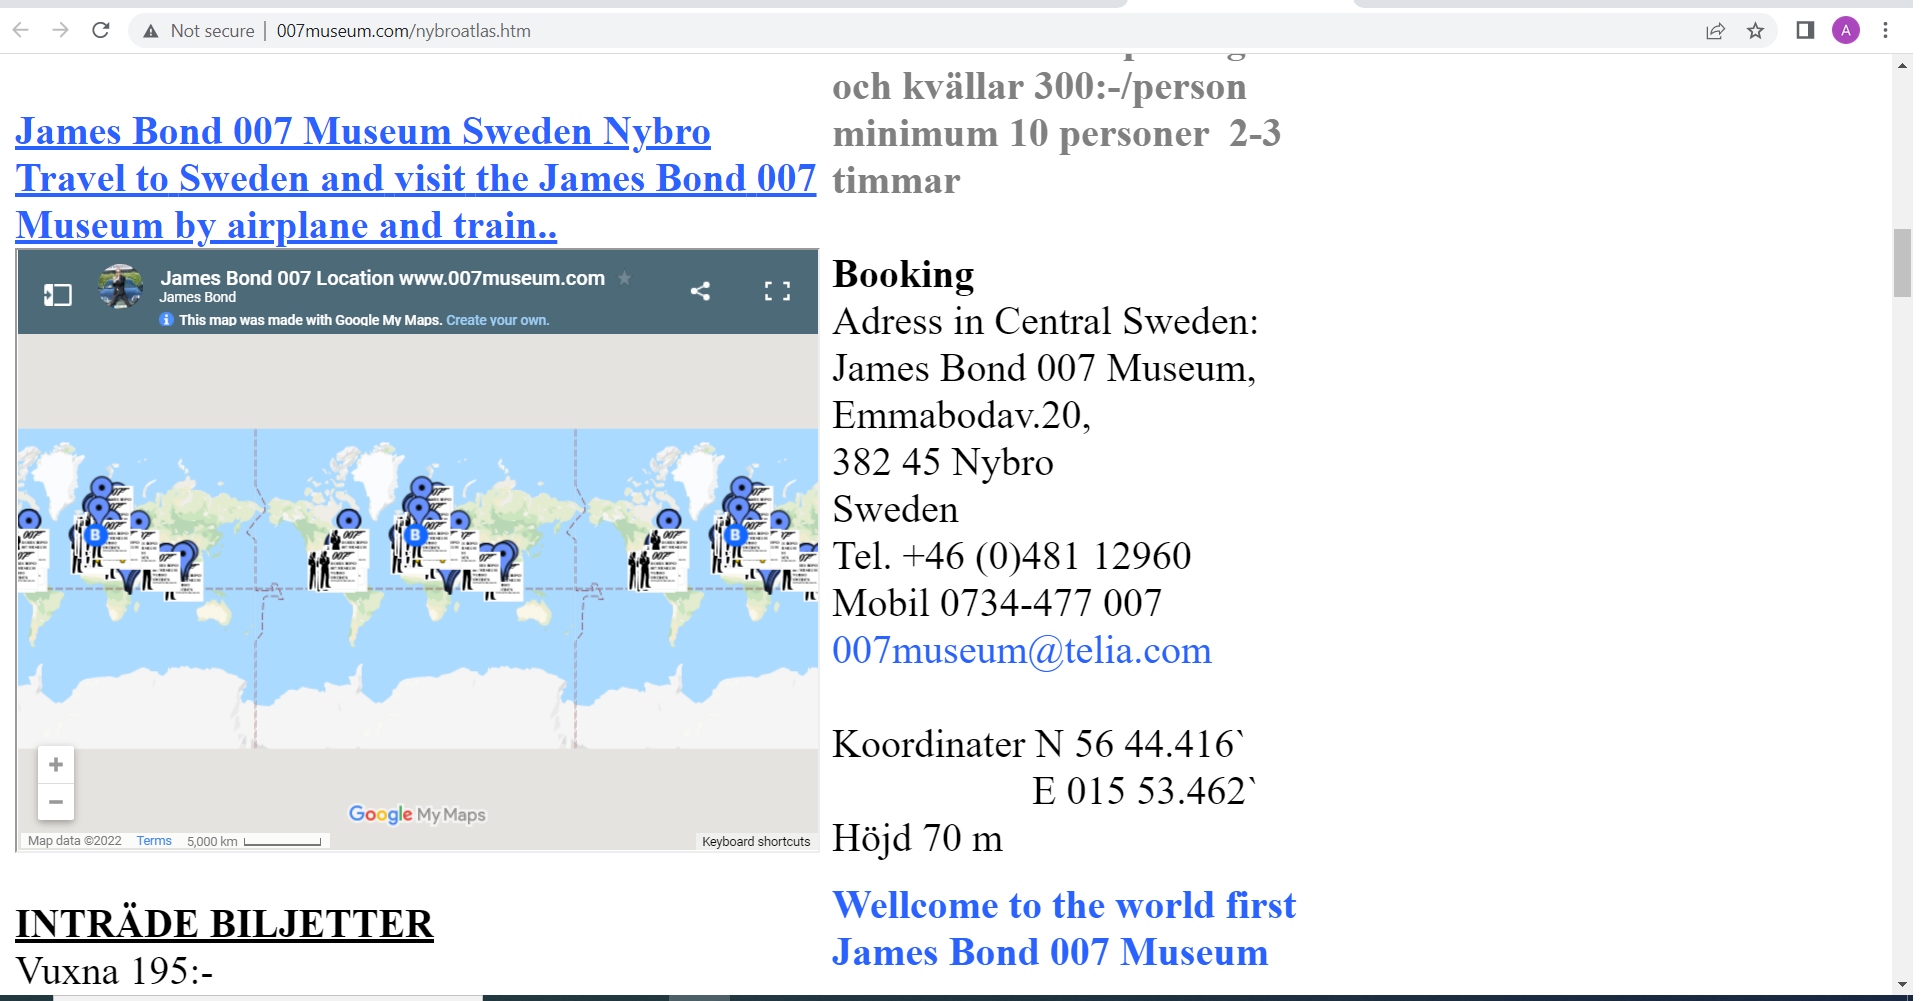 Not secure | 007museum.com/nybroatlas.htm
A
James Bond 007 Museum Sweden Nybro
Travel to Sweden and visit the James Bond 007
Museum by airplane and train..
James Bond 007 Location www.007museum.com
James Bond
This map was made with Google My Maps. Create your own.
B
B
B
Google My Maps
Map data ©2022 Terms 5,000 km
Keyboard shortcuts
INTRÄDE BILJETTER
Vuxna 195:-
och kvällar 300:-/person
minimum 10 personer 2-3
timmar
Booking
Adress in Central Sweden:
James Bond 007 Museum,
Emmabodav.20,
382 45 Nybro
Sweden
Tel. +46 (0)481 12960
Mobil 0734-477 007
007museum@telia.com
Koordinater N 56 44.416`
E 015 53.462`
Höjd 70 m
Wellcome to the world first
James Bond 007 Museum